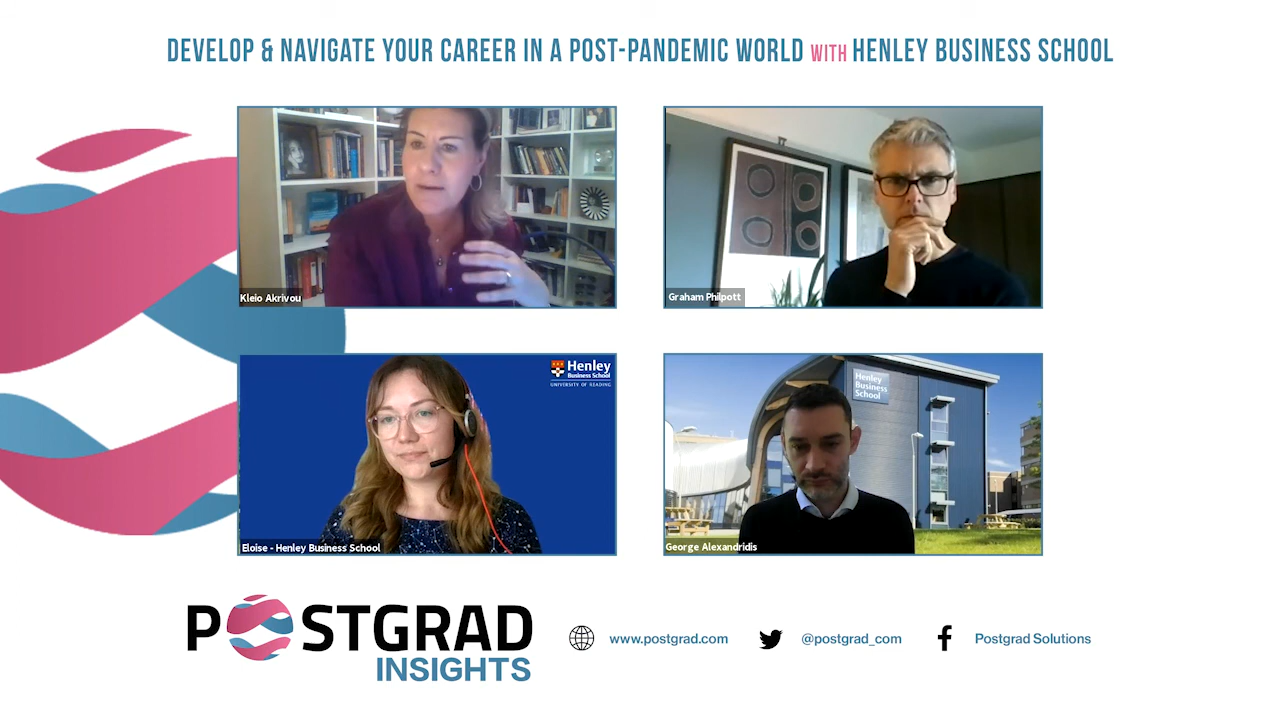 DEVELOP & NAVIGATE YOUR CAREER IN A POST-PANDEMIC WORLD WITH HENLEY BUSINESS SCHOOL
Kleio Akrivou
Graham Philpott
Henley
Business School
UNIVERSITY OF READING
Henley
Business
School
Eloise - Henley Business School
George Alexandridis
POSTGRAD
INSIGHTS
www.postgrad.com
@postgrad_com
Postgrad Solutions